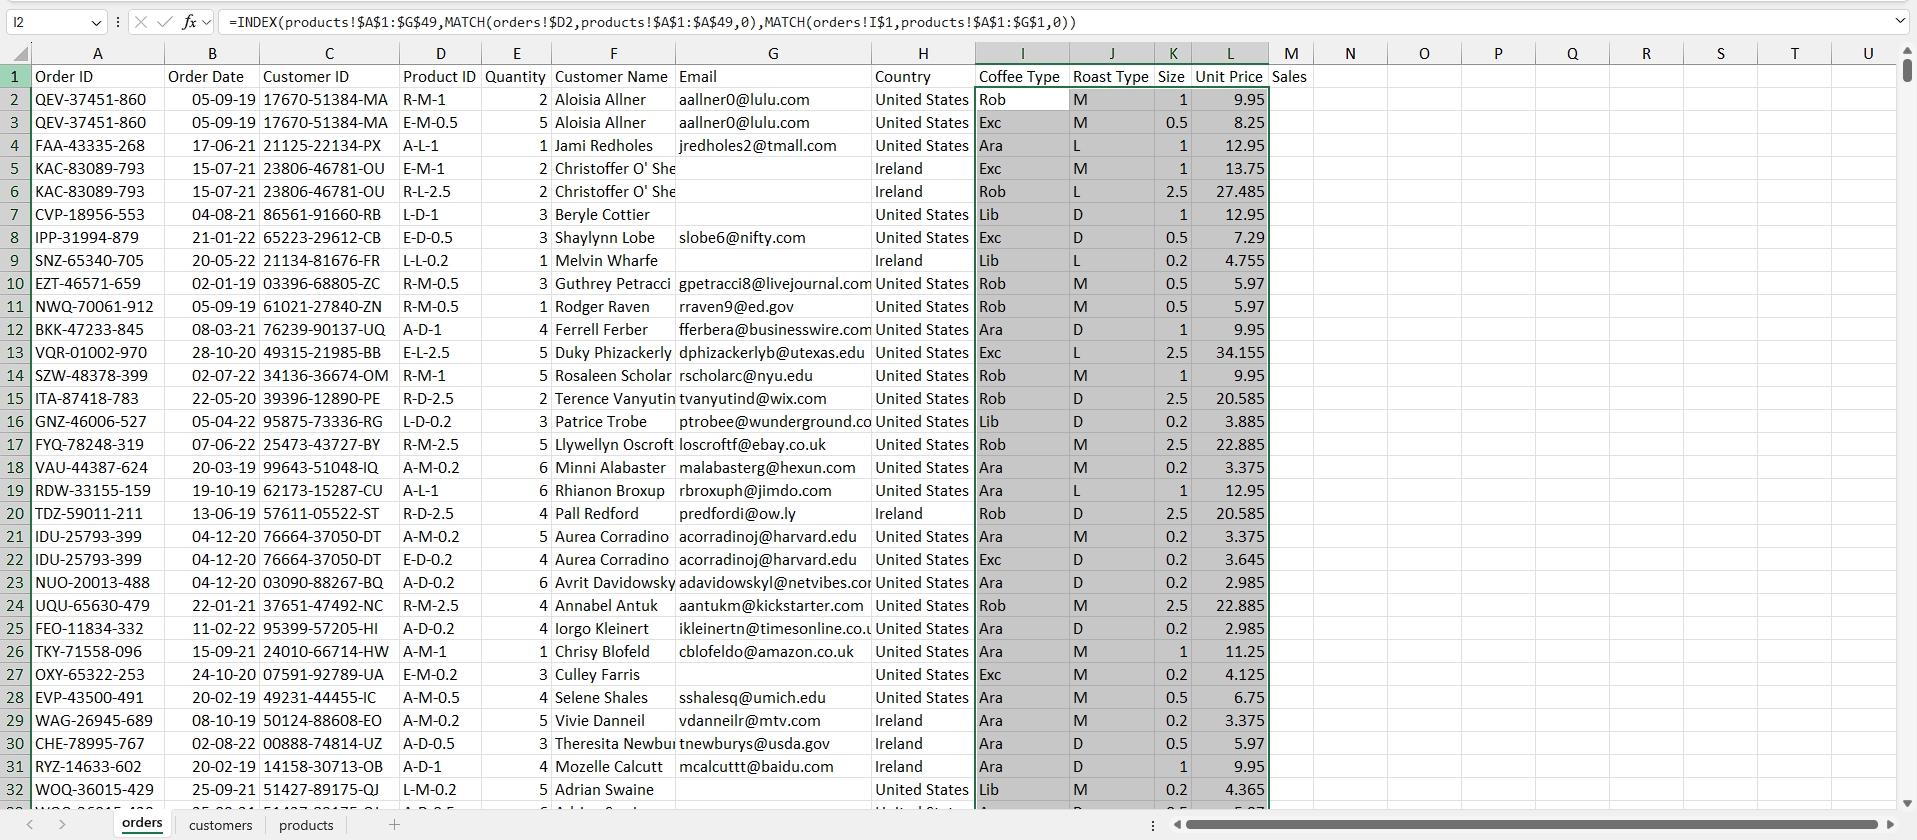 I2 fx =INDEX(products!$A$1:$G$49,MATCH(orders!$D2,products!$A$1:$A$49,0),MATCH(orders!I$1,products!$A$1:$G$1,0))
A B C D E F G H I J K L M N O P Q R S T U
1 Order ID Order Date Customer ID Product ID Quantity Customer Name Email Country Coffee Type Roast Type Size Unit Price Sales
2 QEV-37451-860 05-09-19 17670-51384-MA R-M-1 2 Aloisia Allner aallner0@lulu.com United States Rob M 1 9.95
3 QEV-37451-860 05-09-19 17670-51384-MA E-M-0.5 5 Aloisia Allner aallner0@lulu.com United States Exc M 0.5 8.25
4 FAA-43335-268 17-06-21 21125-22134-PX A-L-1 1 Jami Redholes jredholes2@tmall.com United States Ara L 1 12.95
5 KAC-83089-793 15-07-21 23806-46781-OU E-M-1 2 Christoffer O' She Ireland Exc M 1 13.75
6 KAC-83089-793 15-07-21 23806-46781-OU R-L-2.5 2 Christoffer O' She Ireland Rob L 2.5 27.485
7 CVP-18956-553 04-08-21 86561-91660-RB L-D-1 3 Beryle Cottier United States Lib D 1 12.95
8 IPP-31994-879 21-01-22 65223-29612-CB E-D-0.5 3 Shaylynn Lobe slobe6@nifty.com United States Exc D 0.5 7.29
9 SNZ-65340-705 20-05-22 21134-81676-FR L-L-0.2 1 Melvin Wharfe Ireland Lib L 0.2 4.755
10 EZT-46571-659 02-01-19 03396-68805-ZC R-M-0.5 3 Guthrey Petracci gpetracci8@livejournal.com United States Rob M 0.5 5.97
11 NWQ-70061-912 05-09-19 61021-27840-ZN R-M-0.5 1 Rodger Raven rraven9@ed.gov United States Rob M 0.5 5.97
12 BKK-47233-845 08-03-21 76239-90137-UQ A-D-1 4 Ferrell Ferber fferbera@businesswire.com United States Ara D 1 9.95
13 VQR-01002-970 28-10-20 49315-21985-BB E-L-2.5 5 Duky Phizackerly dphizackerlyb@utexas.edu United States Exc L 2.5 34.155
14 SZW-48378-399 02-07-22 34136-36674-OM R-M-1 5 Rosaleen Scholar rscholarc@nyu.edu United States Rob M 1 9.95
15 ITA-87418-783 22-05-20 39396-12890-PE R-D-2.5 2 Terence Vanyutin tvanyutind@wix.com United States Rob D 2.5 20.585
16 GNZ-46006-527 05-04-22 95875-73336-RG L-D-0.2 3 Patrice Trobe ptrobee@wunderground.co United States Lib D 0.2 3.885
17 FYQ-78248-319 07-06-22 25473-43727-BY R-M-2.5 5 Llywellyn Oscroft loscroftf@ebay.co.uk United States Rob M 2.5 22.885
18 VAU-44387-624 20-03-19 99643-51048-IQ A-M-0.2 6 Minni Alabaster malabasterg@hexun.com United States Ara M 0.2 3.375
19 RDW-33155-159 19-10-19 62173-15287-CU A-L-1 6 Rhianon Broxup rbroxuph@jimdo.com United States Ara L 1 12.95
20 TDZ-59011-211 13-06-19 57611-05522-ST R-D-2.5 4 Pall Redford predfordi@ow.ly Ireland Rob D 2.5 20.585
21 IDU-25793-399 04-12-20 76664-37050-DT A-M-0.2 5 Aurea Corradino acorradinoj@harvard.edu United States Ara M 0.2 3.375
22 IDU-25793-399 04-12-20 76664-37050-DT E-D-0.2 4 Aurea Corradino acorradinoj@harvard.edu United States Exc D 0.2 3.645
23 NUO-20013-488 04-12-20 03090-88267-BQ A-D-0.2 6 Avrit Davidowsky adavidowskyl@netvibes.cor United States Ara D 0.2 2.985
24 UQU-65630-479 22-01-21 37651-47492-NC R-M-2.5 4 Annabel Antuk aantukm@kickstarter.com United States Rob M 2.5 22.885
25 FEO-11834-332 11-02-22 95399-57205-HI A-D-0.2 4 Iorgo Kleinert ikleinertn@timesonline.co.u United States Ara D 0.2 2.985
26 TKY-71558-096 15-09-21 24010-66714-HW A-M-1 1 Chrisy Blofeld cblofeldo@amazon.co.uk United States Ara M 1 11.25
27 OXY-65322-253 24-10-20 07591-92789-UA E-M-0.2 3 Culley Farris United States Exc M 0.2 4.125
28 EVP-43500-491 20-02-19 49231-44455-IC A-M-0.5 4 Selene Shales sshalesq@umich.edu United States Ara M 0.5 6.75
29 WAG-26945-689 08-10-19 50124-88608-EO A-M-0.2 5 Vivie Danneil vdanneilr@mtv.com Ireland Ara M 0.2 3.375
30 CHE-78995-767 02-08-22 00888-74814-UZ A-D-0.5 3 Theresita Newbur tnewburys@usda.gov Ireland Ara D 0.5 5.97
31 RYZ-14633-602 20-02-19 14158-30713-OB A-D-1 4 Mozelle Calcutt mcalcuttt@baidu.com Ireland Ara D 1 9.95
32 WOQ-36015-429 25-09-21 51427-89175-QJ L-M-0.2 5 Adrian Swaine United States Lib M 0.2 4.365
orders customers products